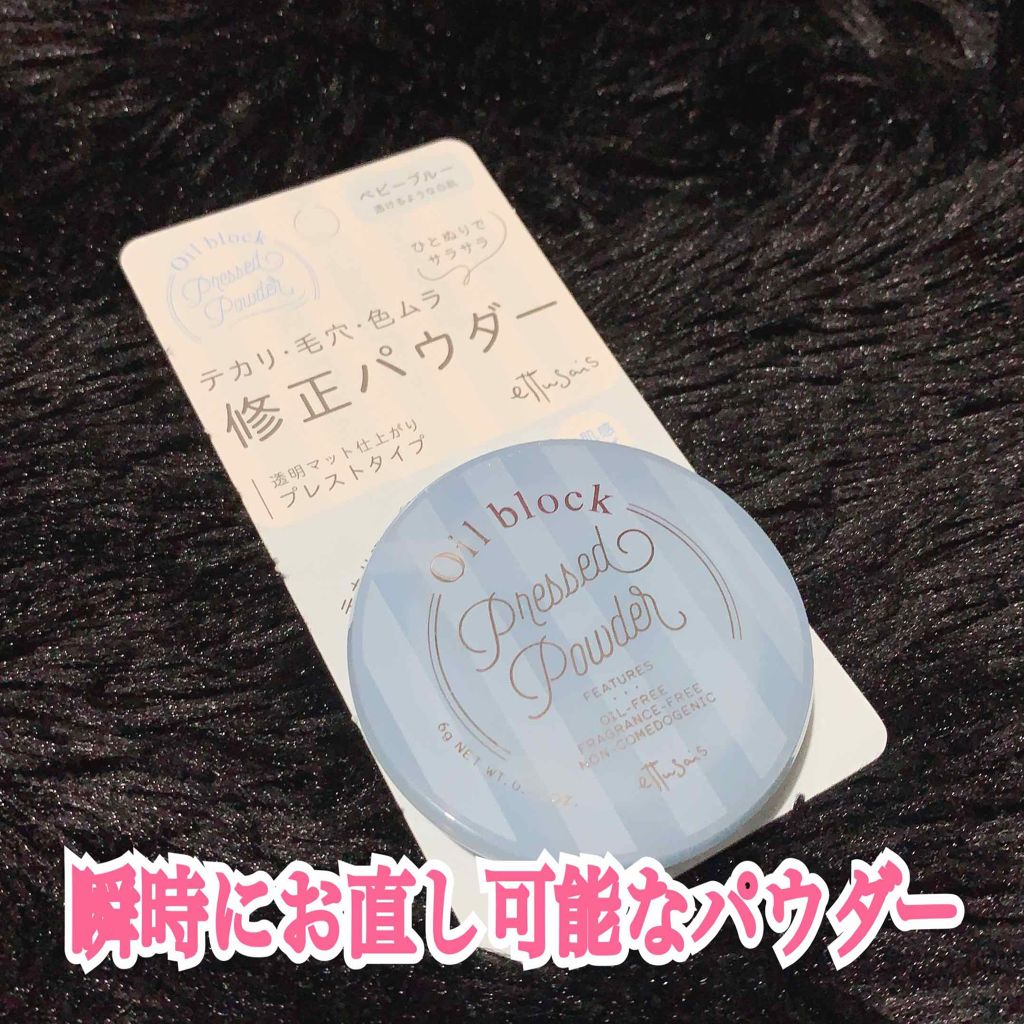 ベビーブルー
透けるような白肌
Oil block
Pressed
Powder
ひとぬりで
サラサラ
テカリ・毛穴・色ムラ
修正パウダー
ettusais
透明マット仕上がり
プレストタイプ
肌感
Oil block
Pressed
Powder
FEATURES
OIL-FREE
FRAGRANCE-FREE
NON-COMEDOGENIC
6g NET WT.
ettusais
瞬時にお直し可能なパウダー